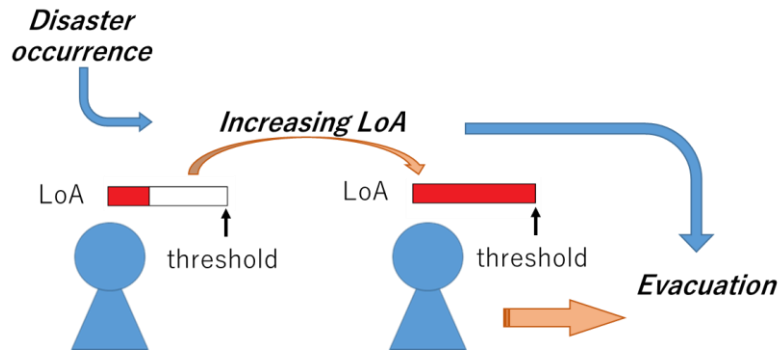 Disaster
occurrence
Increasing LoA
LoA
threshold
LoA
threshold
Evacuation